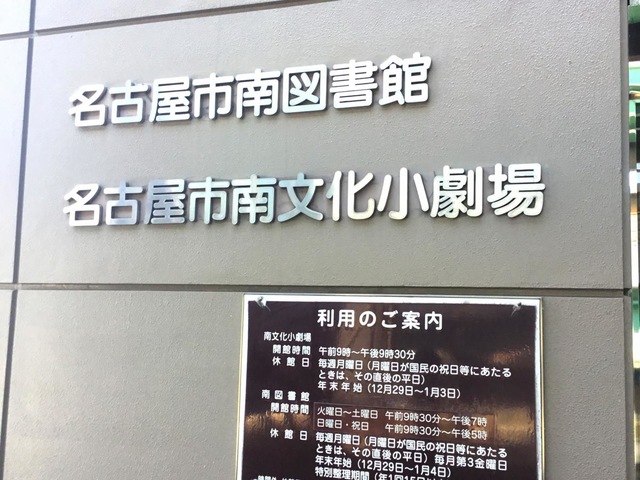 名古屋市南図書館
名古屋市南文化小劇場
利用のご案内
南文化小劇場
開館時間 午前9時～午後9時30分
休館日 毎週月曜日(月曜日が国民の祝日等にあたる
ときは、その直後の平日)
年末年始(12月29日～1月3日)
南図書館
開館時間 火曜日～土曜日 午前9時30分～午後7時
日曜日・祝日 午前9時30分～午後5時
休館日 毎週月曜日(月曜日が国民の祝日等にあたる
ときは、その直後の平日)毎月第3金曜日
年末年始(12月29日～1月4日)
特別整理期間(年1回15日以